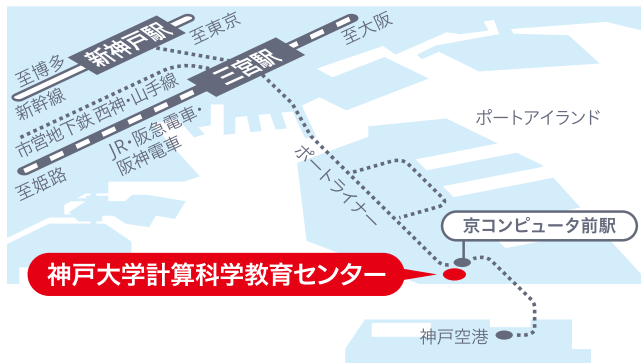 新神戸駅
至東京
至大阪
至博多
新幹線
三宮駅
市営地下鉄 西神・山手線
JR・阪急電車・
阪神電車
至姫路
ポートアイランド
ポートライナー
京コンピュータ前駅
神戸大学計算科学教育センター
神戸空港